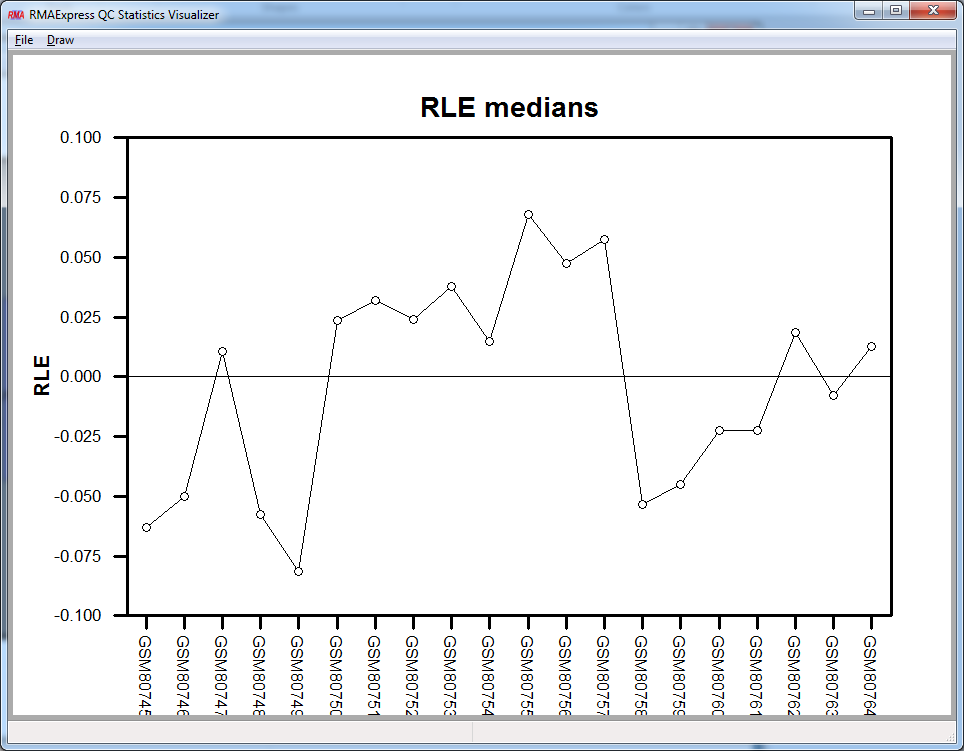 RMA RMAExpress QC Statistics Visualizer
File Draw
RLE medians
0.100
0.075
0.050
0.025
0.000
-0.025
-0.050
-0.075
-0.100
RLE
GSM80745
GSM80746
GSM80747
GSM80748
GSM80749
GSM80750
GSM80751
GSM80752
GSM80753
GSM80754
GSM80755
GSM80756
GSM80757
GSM80758
GSM80759
GSM80760
GSM80761
GSM80762
GSM80763
GSM80764